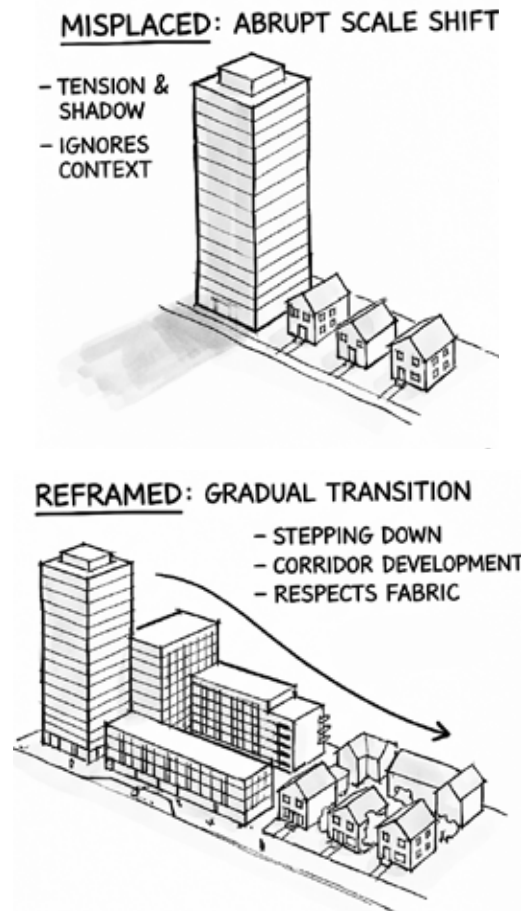 MISPLACED: ABRUPT SCALE SHIFT
– TENSION &
SHADOW
– IGNORES
CONTEXT
REFRAMED: GRADUAL TRANSITION
– STEPPING DOWN
– CORRIDOR DEVELOPMENT
– RESPECTS FABRIC